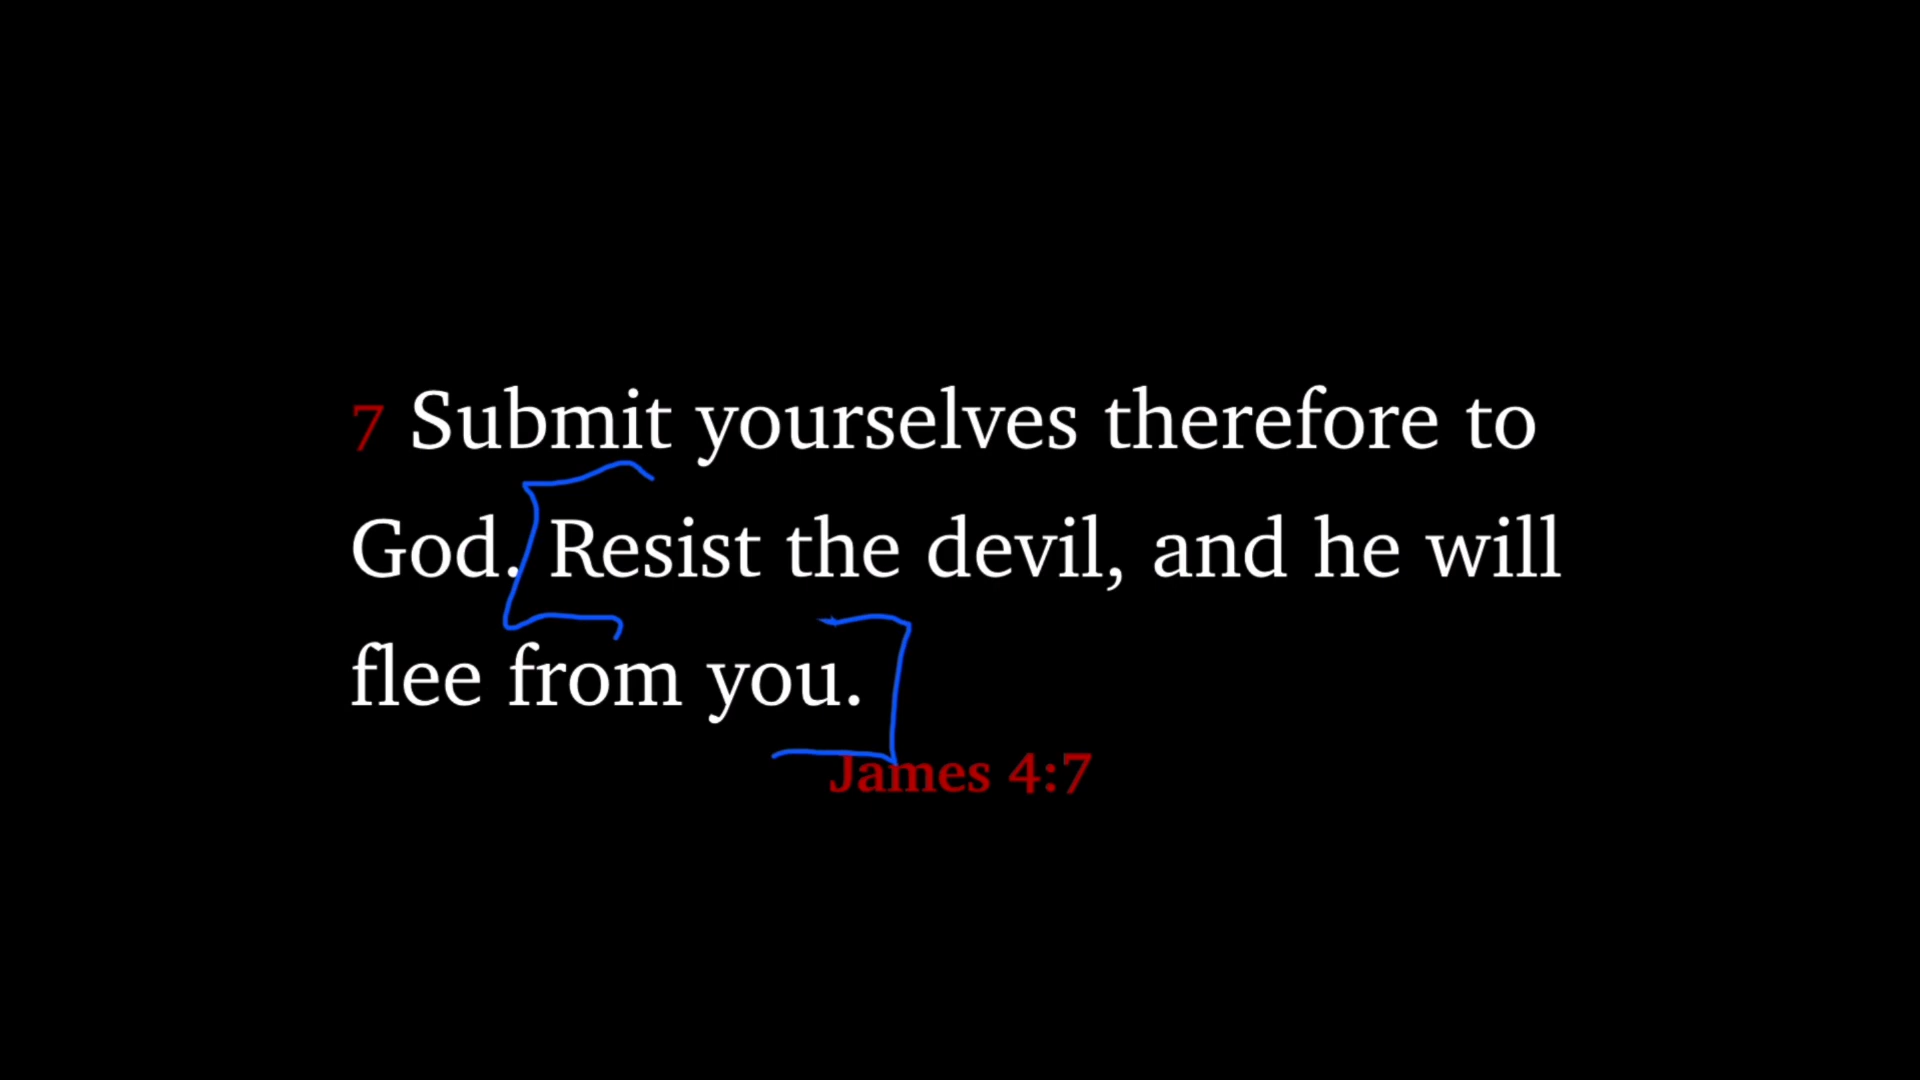 7 Submit yourselves therefore to
God. Resist the devil, and he will
flee from you.
James 4:7